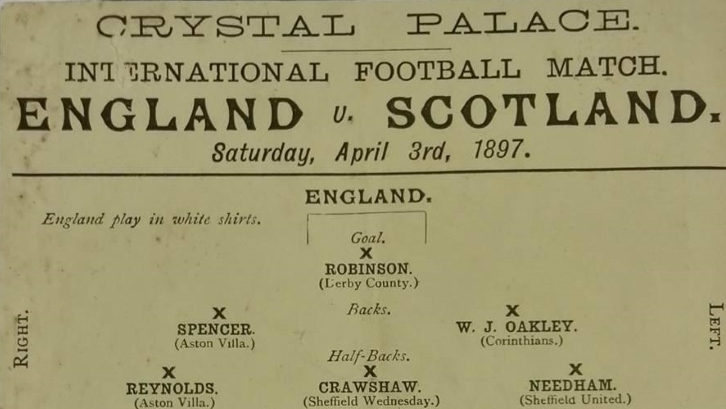 CRYSTAL PALACE.
INTERNATIONAL FOOTBALL MATCH.
ENGLAND v. SCOTLAND.
Saturday, April 3rd, 1897.
ENGLAND.
England play in white shirts.
Goal.
X
ROBINSON.
(Derby County.)
Backs.
X X
SPENCER. W. J. OAKLEY.
(Aston Villa.) (Corinthians.)
Right. Left.
Half-Backs.
X X X
REYNOLDS. CRAWSHAW. NEEDHAM.
(Aston Villa.) (Sheffield Wednesday.) (Sheffield United.)